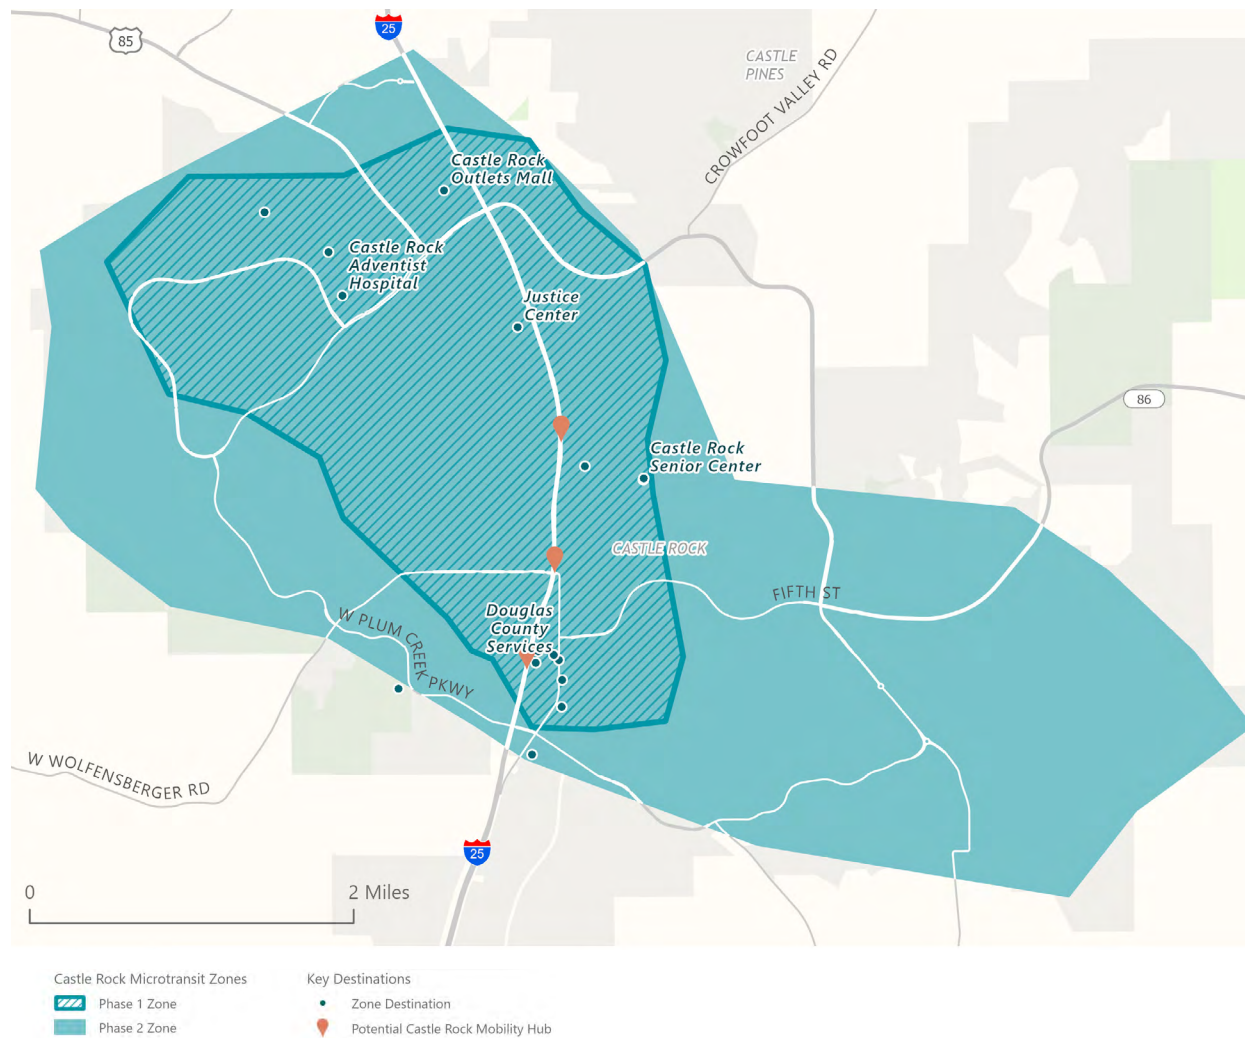 25
85
CASTLE
PINES
CROWFOOT VALLEY RD
Castle Rock
Outlets Mall
Castle Rock
Adventist
Hospital
Justice
Center
86
Castle Rock
Senior Center
CASTLE ROCK
FIFTH ST
Douglas
County
Services
W PLUM CREEK PKWY
W WOLFENSBERGER RD
25
0 2 Miles
Castle Rock Microtransit Zones
Phase 1 Zone
Phase 2 Zone
Key Destinations
Zone Destination
Potential Castle Rock Mobility Hub